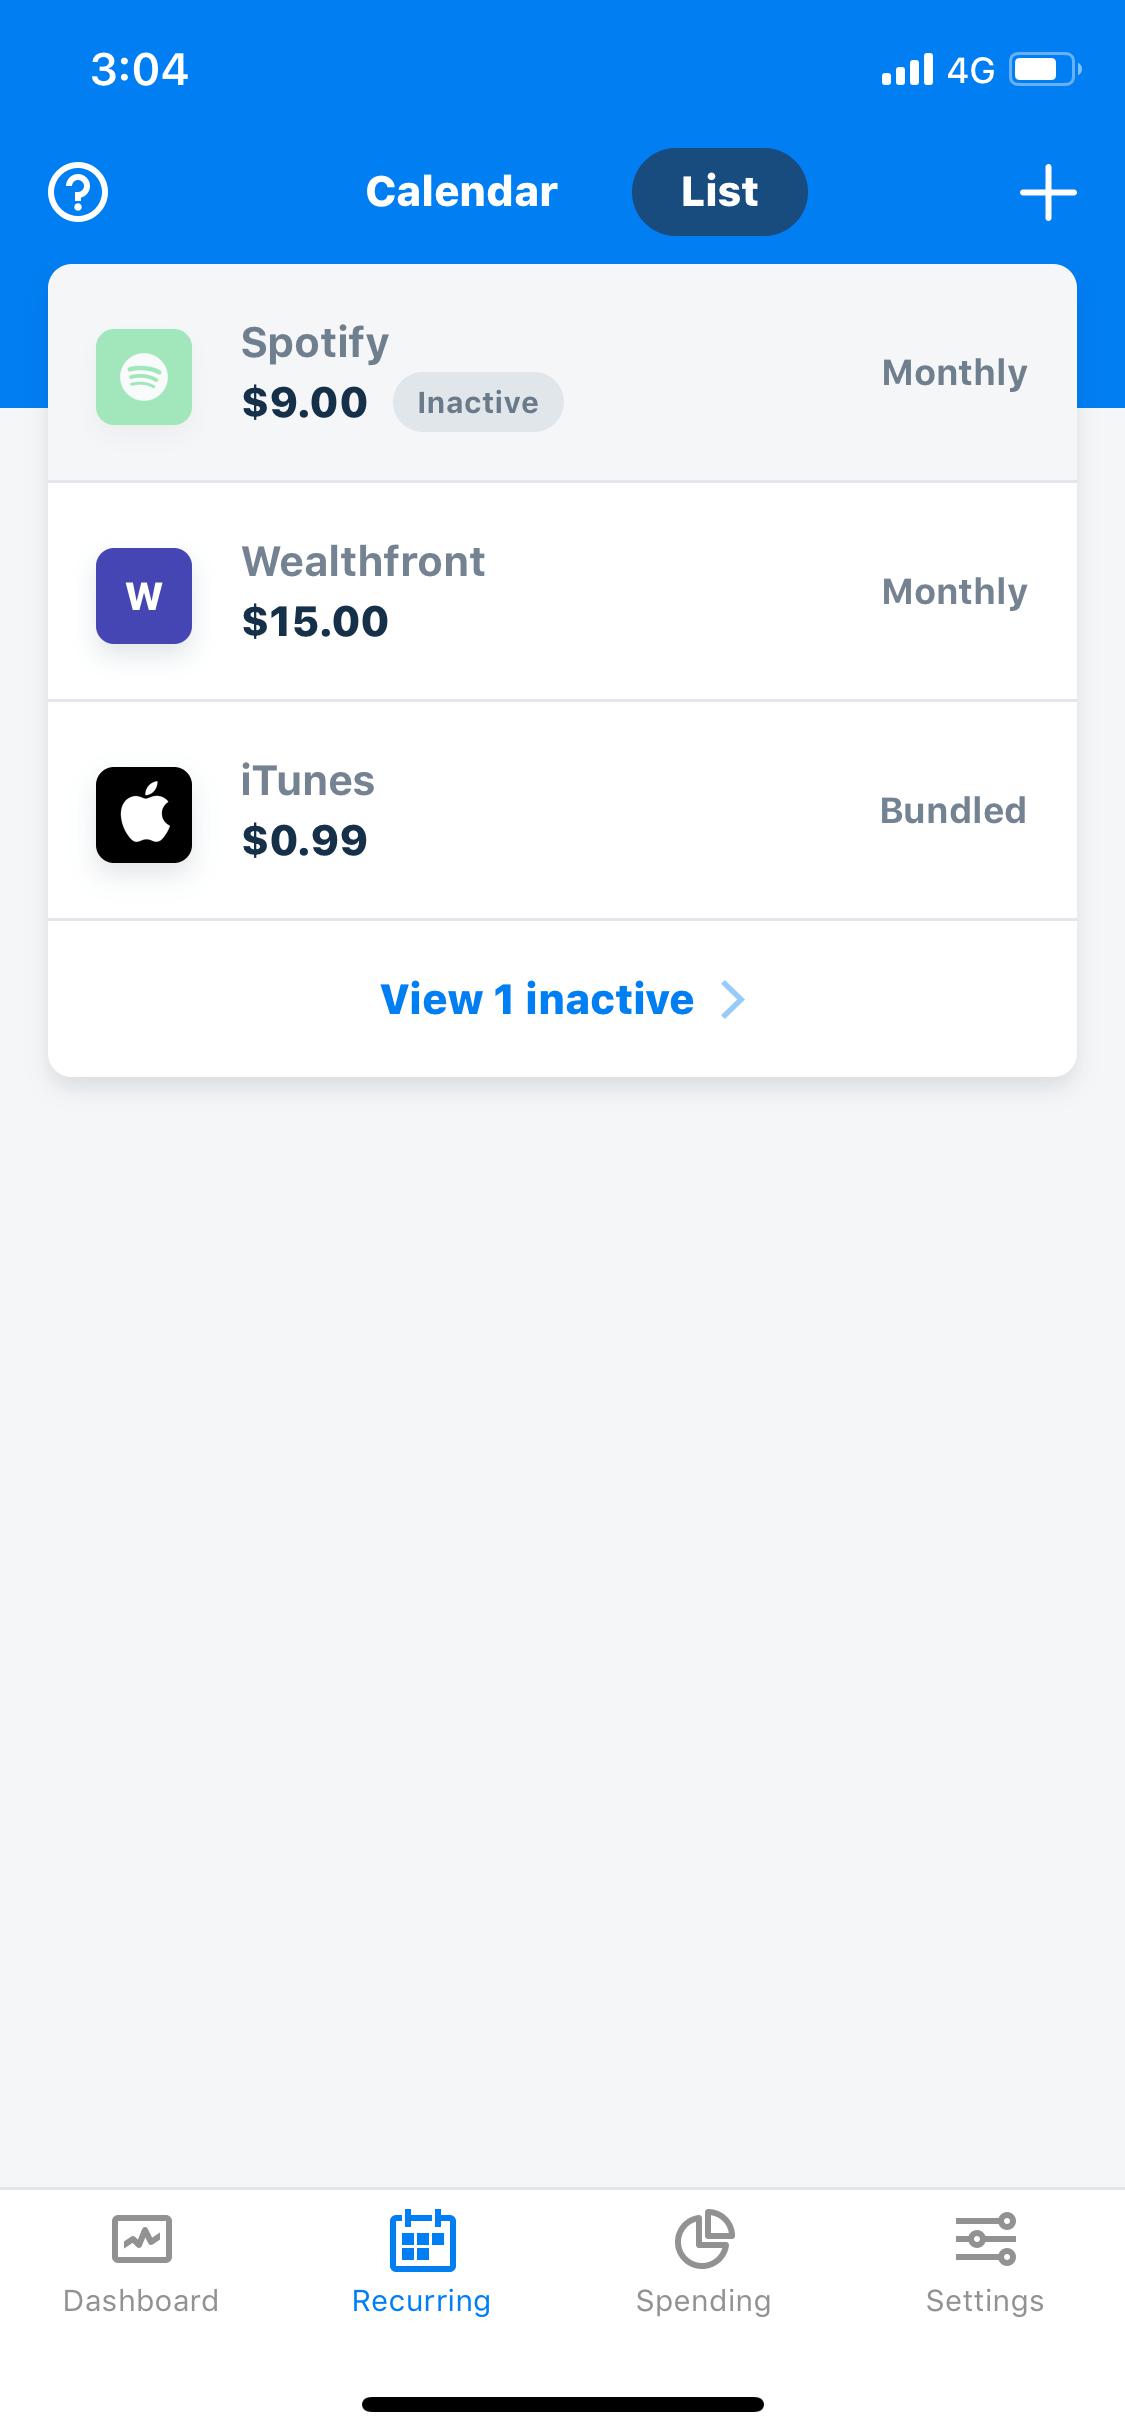 3:04
4G
Calendar
List
Spotify
$9.00 Inactive
Monthly
W
Wealthfront
$15.00
Monthly
iTunes
$0.99
Bundled
View 1 inactive
Dashboard
Recurring
Spending
Settings